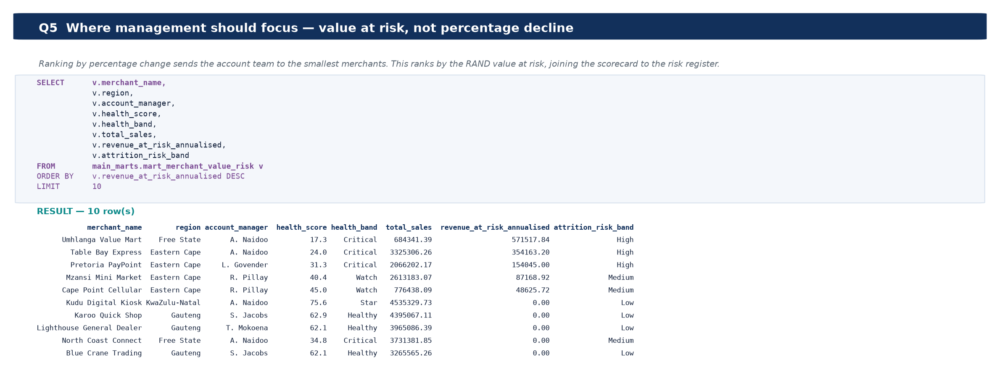 Q5  Where management should focus — value at risk, not percentage decline
Ranking by percentage change sends the account team to the smallest merchants. This ranks by the RAND value at risk, joining the scorecard to the risk register.
SELECT      v.merchant_name,
            v.region,
            v.account_manager,
            v.health_score,
            v.health_band,
            v.total_sales,
            v.revenue_at_risk_annualised,
            v.attrition_risk_band
FROM        main_marts.mart_merchant_value_risk v
ORDER BY    v.revenue_at_risk_annualised DESC
LIMIT       10
RESULT — 10 row(s)
merchant_name region account_manager health_score health_band total_sales revenue_at_risk_annualised attrition_risk_band
Umhlanga Value Mart Free State A. Naidoo 17.3 Critical 684341.39 571517.84 High
Table Bay Express Eastern Cape A. Naidoo 24.0 Critical 3325306.26 354163.20 High
Pretoria PayPoint Eastern Cape L. Govender 31.3 Critical 2066202.17 154045.00 High
Mzansi Mini Market Eastern Cape R. Pillay 40.4 Watch 2613183.07 87168.92 Medium
Cape Point Cellular Eastern Cape R. Pillay 45.0 Watch 776438.09 48625.72 Medium
Kudu Digital Kiosk KwaZulu-Natal A. Naidoo 75.6 Star 4535329.73 0.00 Low
Karoo Quick Shop Gauteng S. Jacobs 62.9 Healthy 4395067.11 0.00 Low
Lighthouse General Dealer Gauteng T. Mokoena 62.1 Healthy 3965086.39 0.00 Low
North Coast Connect Free State A. Naidoo 34.8 Critical 3731381.85 0.00 Medium
Blue Crane Trading Gauteng S. Jacobs 62.1 Healthy 3265565.26 0.00 Low